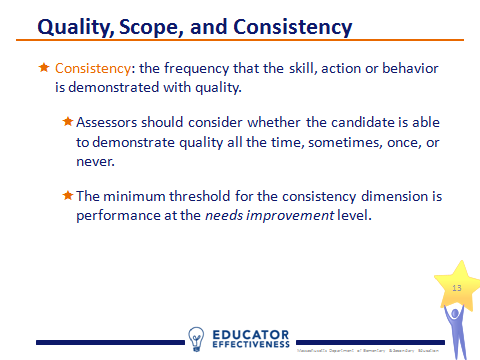 Quality, Scope, and Consistency
Consistency: the frequency that the skill, action or behavior
is demonstrated with quality.
Assessors should consider whether the candidate is able
to demonstrate quality all the time, sometimes, once, or
never.
The minimum threshold for the consistency dimension is
performance at the needs improvement level.
13
EDUCATOR
EFFECTIVENESS
Massachusetts Department of Elementary & Secondary Education